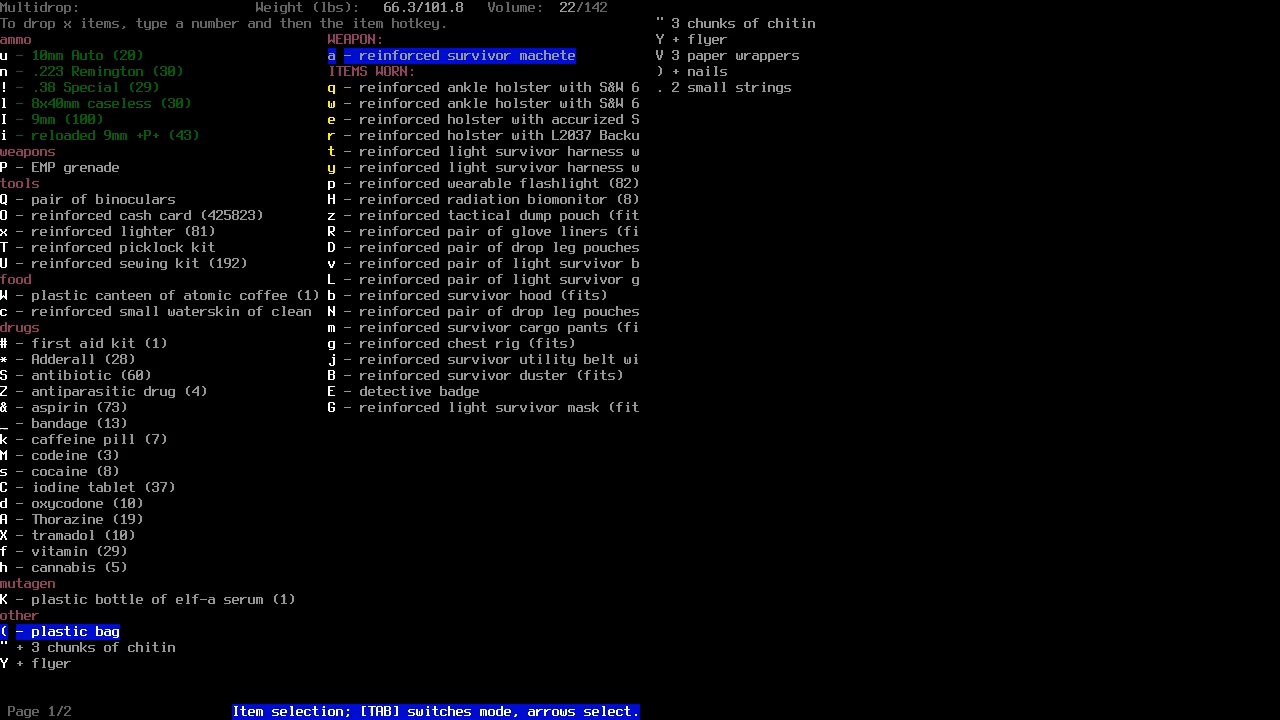 Multidrop: Weight (lbs): 66.3/101.8 Volume: 22/142
To drop x items, type a number and then the item hotkey.
ammo
u - 10mm Auto (20)
n - .223 Remington (30)
! - .38 Special (29)
l - 8x40mm caseless (30)
I - 9mm (100)
i - reloaded 9mm +P+ (43)
weapons
P - EMP grenade
tools
Q - pair of binoculars
O - reinforced cash card (425823)
x - reinforced lighter (81)
T - reinforced picklock kit
U - reinforced sewing kit (192)
food
W - plastic canteen of atomic coffee (1)
c - reinforced small waterskin of clean
drugs
# - first aid kit (1)
* - Adderall (28)
S - antibiotic (60)
Z - antiparasitic drug (4)
& - aspirin (73)
_ - bandage (13)
k - caffeine pill (7)
M - codeine (3)
s - cocaine (8)
C - iodine tablet (37)
d - oxycodone (10)
A - Thorazine (19)
X - tramadol (10)
f - vitamin (29)
h - cannabis (5)
mutagen
K - plastic bottle of elf-a serum (1)
other
( - plastic bag
" + 3 chunks of chitin
Y + flyer
WEAPON:
a - reinforced survivor machete
ITEMS WORN:
q - reinforced ankle holster with S&W 6
w - reinforced ankle holster with S&W 6
e - reinforced holster with accurized S
r - reinforced holster with L2037 Backu
t - reinforced light survivor harness w
y - reinforced light survivor harness w
p - reinforced wearable flashlight (82)
H - reinforced radiation biomonitor (8)
z - reinforced tactical dump pouch (fit
R - reinforced pair of glove liners (fi
D - reinforced pair of drop leg pouches
v - reinforced pair of light survivor b
L - reinforced pair of light survivor g
b - reinforced survivor hood (fits)
N - reinforced pair of drop leg pouches
m - reinforced survivor cargo pants (fi
g - reinforced chest rig (fits)
j - reinforced survivor utility belt wi
B - reinforced survivor duster (fits)
E - detective badge
G - reinforced light survivor mask (fit
" 3 chunks of chitin
Y + flyer
V 3 paper wrappers
) + nails
. 2 small strings
Page 1/2 Item selection; [TAB] switches mode, arrows select.